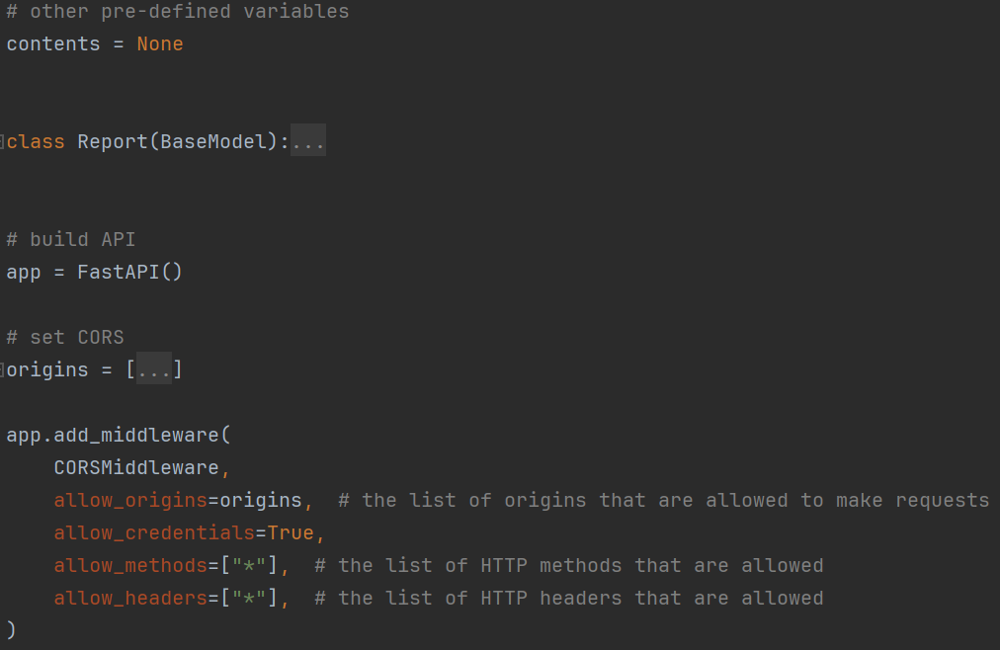 # other pre-defined variables
contents = None
class Report(BaseModel):...
# build API
app = FastAPI()
# set CORS
origins = [...]
app.add_middleware(
    CORSMiddleware,
    allow_origins=origins,  # the list of origins that are allowed to make requests
    allow_credentials=True,
    allow_methods=["*"],  # the list of HTTP methods that are allowed
    allow_headers=["*"],  # the list of HTTP headers that are allowed
)